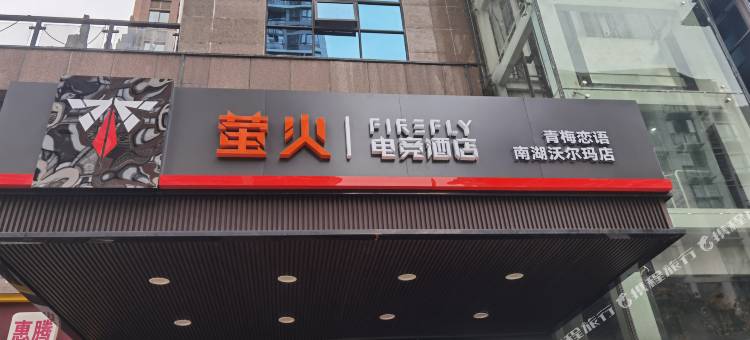 萤火
FIREFLY
电竞酒店
青梅恋语
南湖沃尔玛店
惠腾
携程旅行